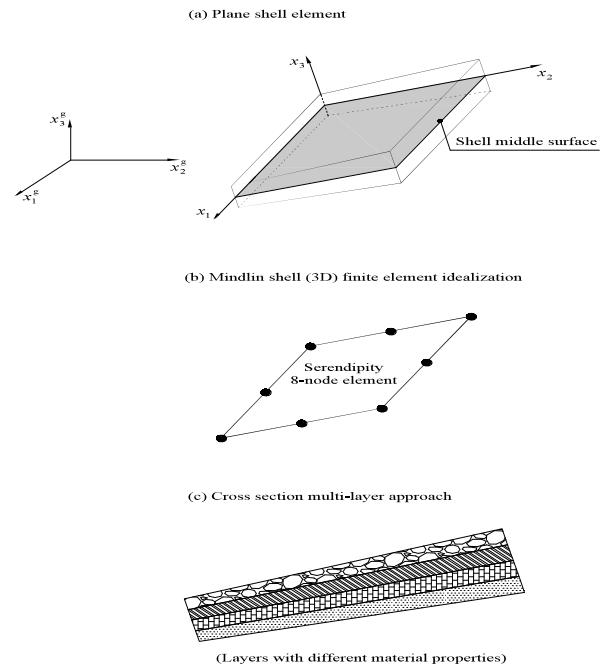 (a) Plane shell element
x₃
x₂
x₃ᵍ
Shell middle surface
x₂ᵍ
x₁ᵍ
x₁
(b) Mindlin shell (3D) finite element idealization
Serendipity
8-node element
(c) Cross section multi-layer approach
(Layers with different material properties)